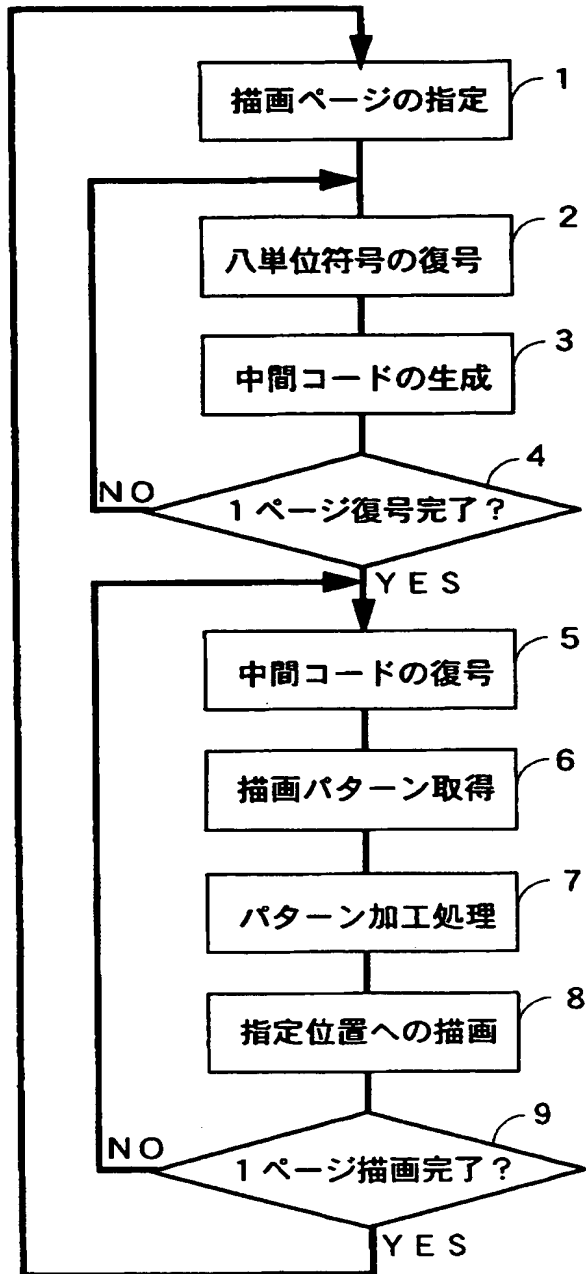 1
描画ページの指定
2
八単位符号の復号
3
中間コードの生成
4
NO
1ページ復号完了？
YES
5
中間コードの復号
6
描画パターン取得
7
パターン加工処理
8
指定位置への描画
9
NO
1ページ描画完了？
YES